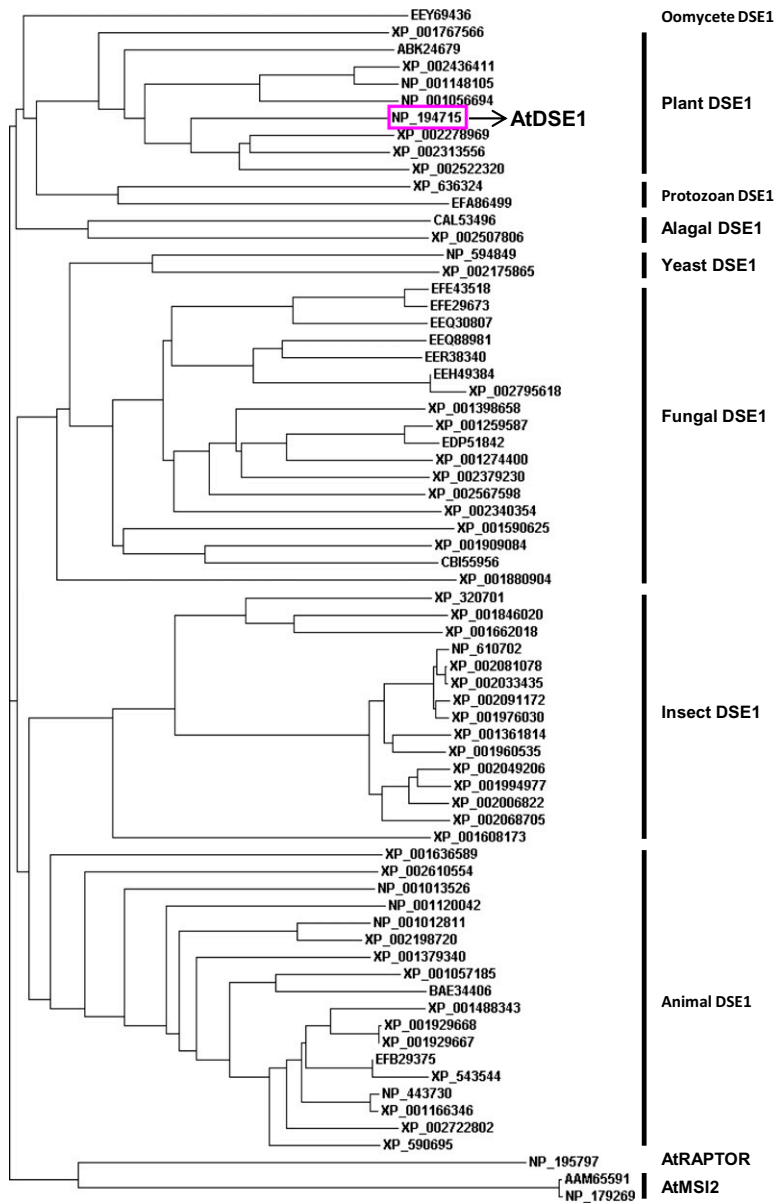 EEY69436 Oomycete DSE1
XP_001767566
ABK24679
XP_002436411
NP_001148105
NP_001056694 Plant DSE1
NP_194715 AtDSE1
XP_002278969
XP_002313556
XP_002522320
XP_636324
EFA86499 Protozoan DSE1
CAL53496
XP_002507806 Alagal DSE1
NP_594849
XP_002175865 Yeast DSE1
EFE43518
EFE29673
EEQ30807
EEQ88981
EER38340
EEH49384
XP_002795618
XP_001398658 Fungal DSE1
XP_001259587
EDP51842
XP_001274400
XP_002379230
XP_002567598
XP_002340354
XP_001590625
XP_001909084
CBI55956
XP_001880904
XP_320701
XP_001846020
XP_001662018
NP_610702
XP_002081078
XP_002033435
XP_002091172
XP_001976030 Insect DSE1
XP_001361814
XP_001960535
XP_002049206
XP_001994977
XP_002006822
XP_002068705
XP_001608173
XP_001636589
XP_002610554
NP_001013526
NP_001120042
NP_001012811
XP_002198720
XP_001379340
XP_001057185
BAE34406 Animal DSE1
XP_001488343
XP_001929668
XP_001929667
EFB29375
XP_543544
NP_443730
XP_001166346
XP_002722802
XP_590695
NP_195797 AtRAPTOR
AAM65591 AtMSI2
NP_179269